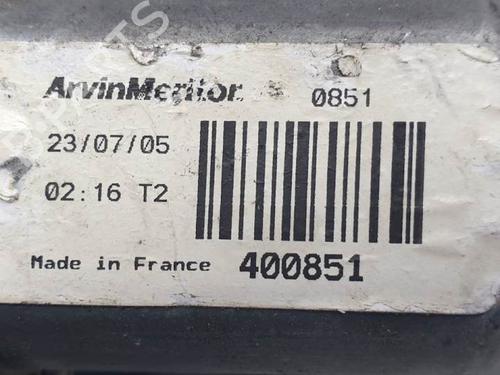 ArvinMeritor 0851
23/07/05
02:16 T2
Made in France 400851